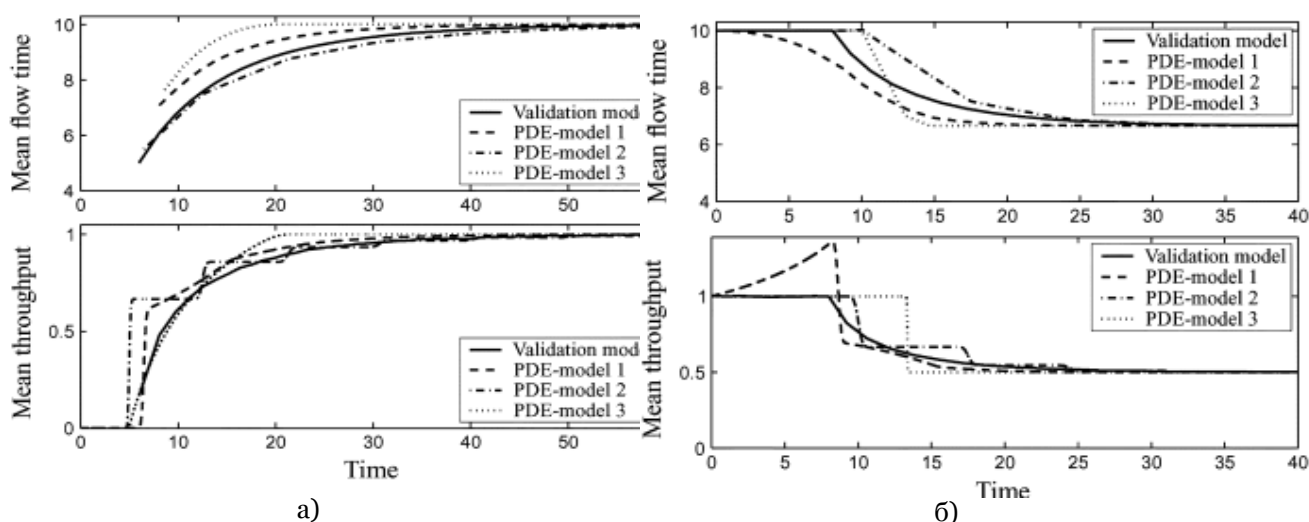 Mean flow time
10
8
6
4
0
10
20
30
40
50
Validation mode
PDE-model 1
PDE-model 2
PDE-model 3
Mean throughput
1
0.5
0
0
10
20
30
40
50
Validation mode
PDE-model 1
PDE-model 2
PDE-model 3
Time
а)
Mean flow time
10
8
6
4
0
5
10
15
20
25
30
35
40
Validation model
PDE-model 1
PDE-model 2
PDE-model 3
Mean throughput
1
0.5
1
0
5
10
15
20
25
30
35
40
Validation model
PDE-model 1
PDE-model 2
PDE-model 3
Time
б)